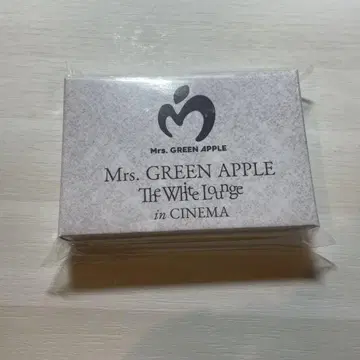 Mrs. GREEN APPLE
Mrs. GREEN APPLE
The White Lounge
in CINEMA